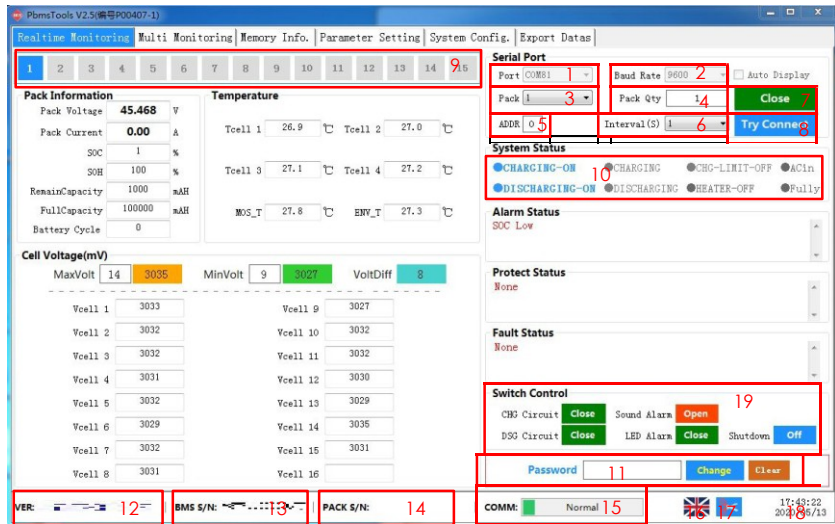 PbmsTools V2.5(编号P00407-1)
Realtime Monitoring Multi Monitoring Memory Info. Parameter Setting System Config. Export Datas
1 2 3 4 5 6 7 8 9 10 11 12 13 14 15 9
Serial Port
Port COM81 1 Baud Rate 9600 2 Auto Display
Pack 1 3 Pack Qty 1 4 Close 7
ADDR 0 5 Interval(S) 1 6 Try Connect 8
Pack Information
Pack Voltage 45.468 V
Pack Current 0.00 A
SOC 1 %
SOH 100 %
RemainCapacity 1000 mAH
FullCapacity 100000 mAH
Battery Cycle 0
Temperature
Tcell 1 26.9 ℃ Tcell 2 27.0 ℃
Tcell 3 27.1 ℃ Tcell 4 27.2 ℃
MOS_T 27.8 ℃ ENV_T 27.3 ℃
System Status
CHARGING-ON CHARGING CHG-LIMIT-OFF ACin
10
DISCHARGING-ON DISCHARGING HEATER-OFF Fully
Alarm Status
SOC Low
Protect Status
None
Fault Status
None
Cell Voltage(mV)
MaxVolt 14 3035 MinVolt 9 3027 VoltDiff 8
Vcell 1 3033 Vcell 9 3027
Vcell 2 3032 Vcell 10 3032
Vcell 3 3032 Vcell 11 3032
Vcell 4 3031 Vcell 12 3030
Vcell 5 3032 Vcell 13 3029
Vcell 6 3029 Vcell 14 3035
Vcell 7 3032 Vcell 15 3031
Vcell 8 3031 Vcell 16
Switch Control
19
CHG Circuit Close Sound Alarm Open
DSG Circuit Close LED Alarm Close Shutdown Off
Password 11 Change Clear
VER: 12 BMS S/N: 13 PACK S/N: 14 COMM: Normal 15 16 17 18
17:43:22